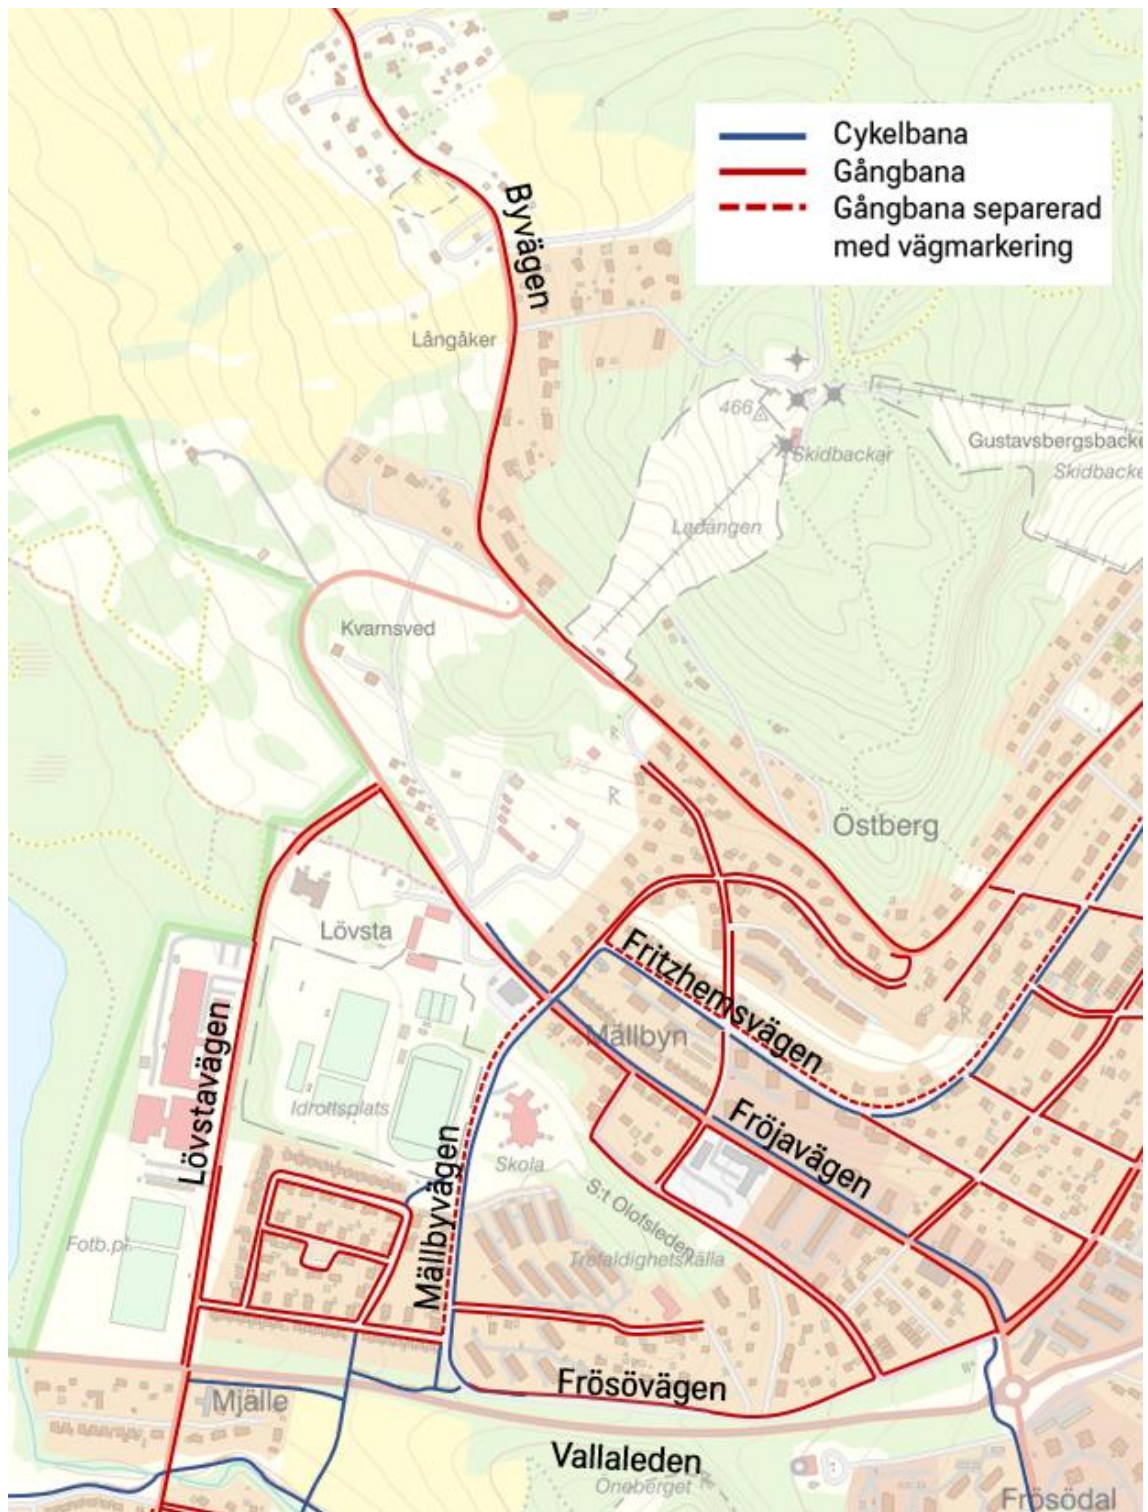 Cykelbana
Gångbana
Gångbana separerad
med vägmarkering
Byvägen
Långåker
466
Skidbackar
Gustavsbergsbacke
Skidbacke
Ladängen
Kvarnsved
R
R
Östberg
Lövsta
Fritzhemsvägen
R
Mällbyn
Lövstavägen
Idrottsplats
Fröjavägen
Mällbyvägen
Skola
S:t Olofsleden
Fotb.pl.
Trefaldighetskälla
Frösövägen
Mjälle
Vallaleden
Öneberget
Frösödal